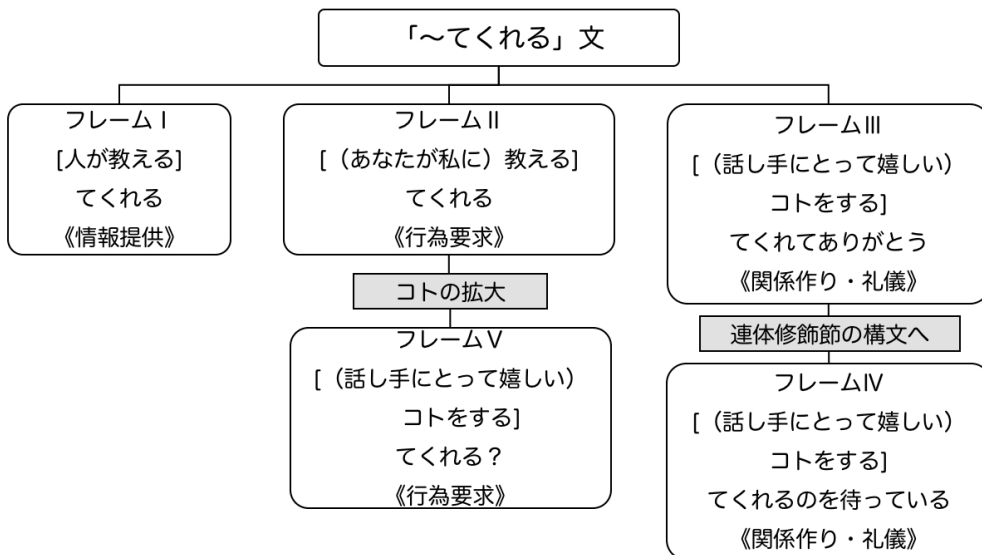 「～てくれる」文
フレームⅠ
[人が教える]
てくれる
《情報提供》
フレームⅡ
[（あなたが私に）教える]
てくれる
《行為要求》
コトの拡大
フレームⅤ
[（話し手にとって嬉しい）
コトをする]
てくれる？
《行為要求》
フレームⅢ
[（話し手にとって嬉しい）
コトをする]
てくれてありがとう
《関係作り・礼儀》
連体修飾節の構文へ
フレームⅣ
[（話し手にとって嬉しい）
コトをする]
てくれるのを待っている
《関係作り・礼儀》